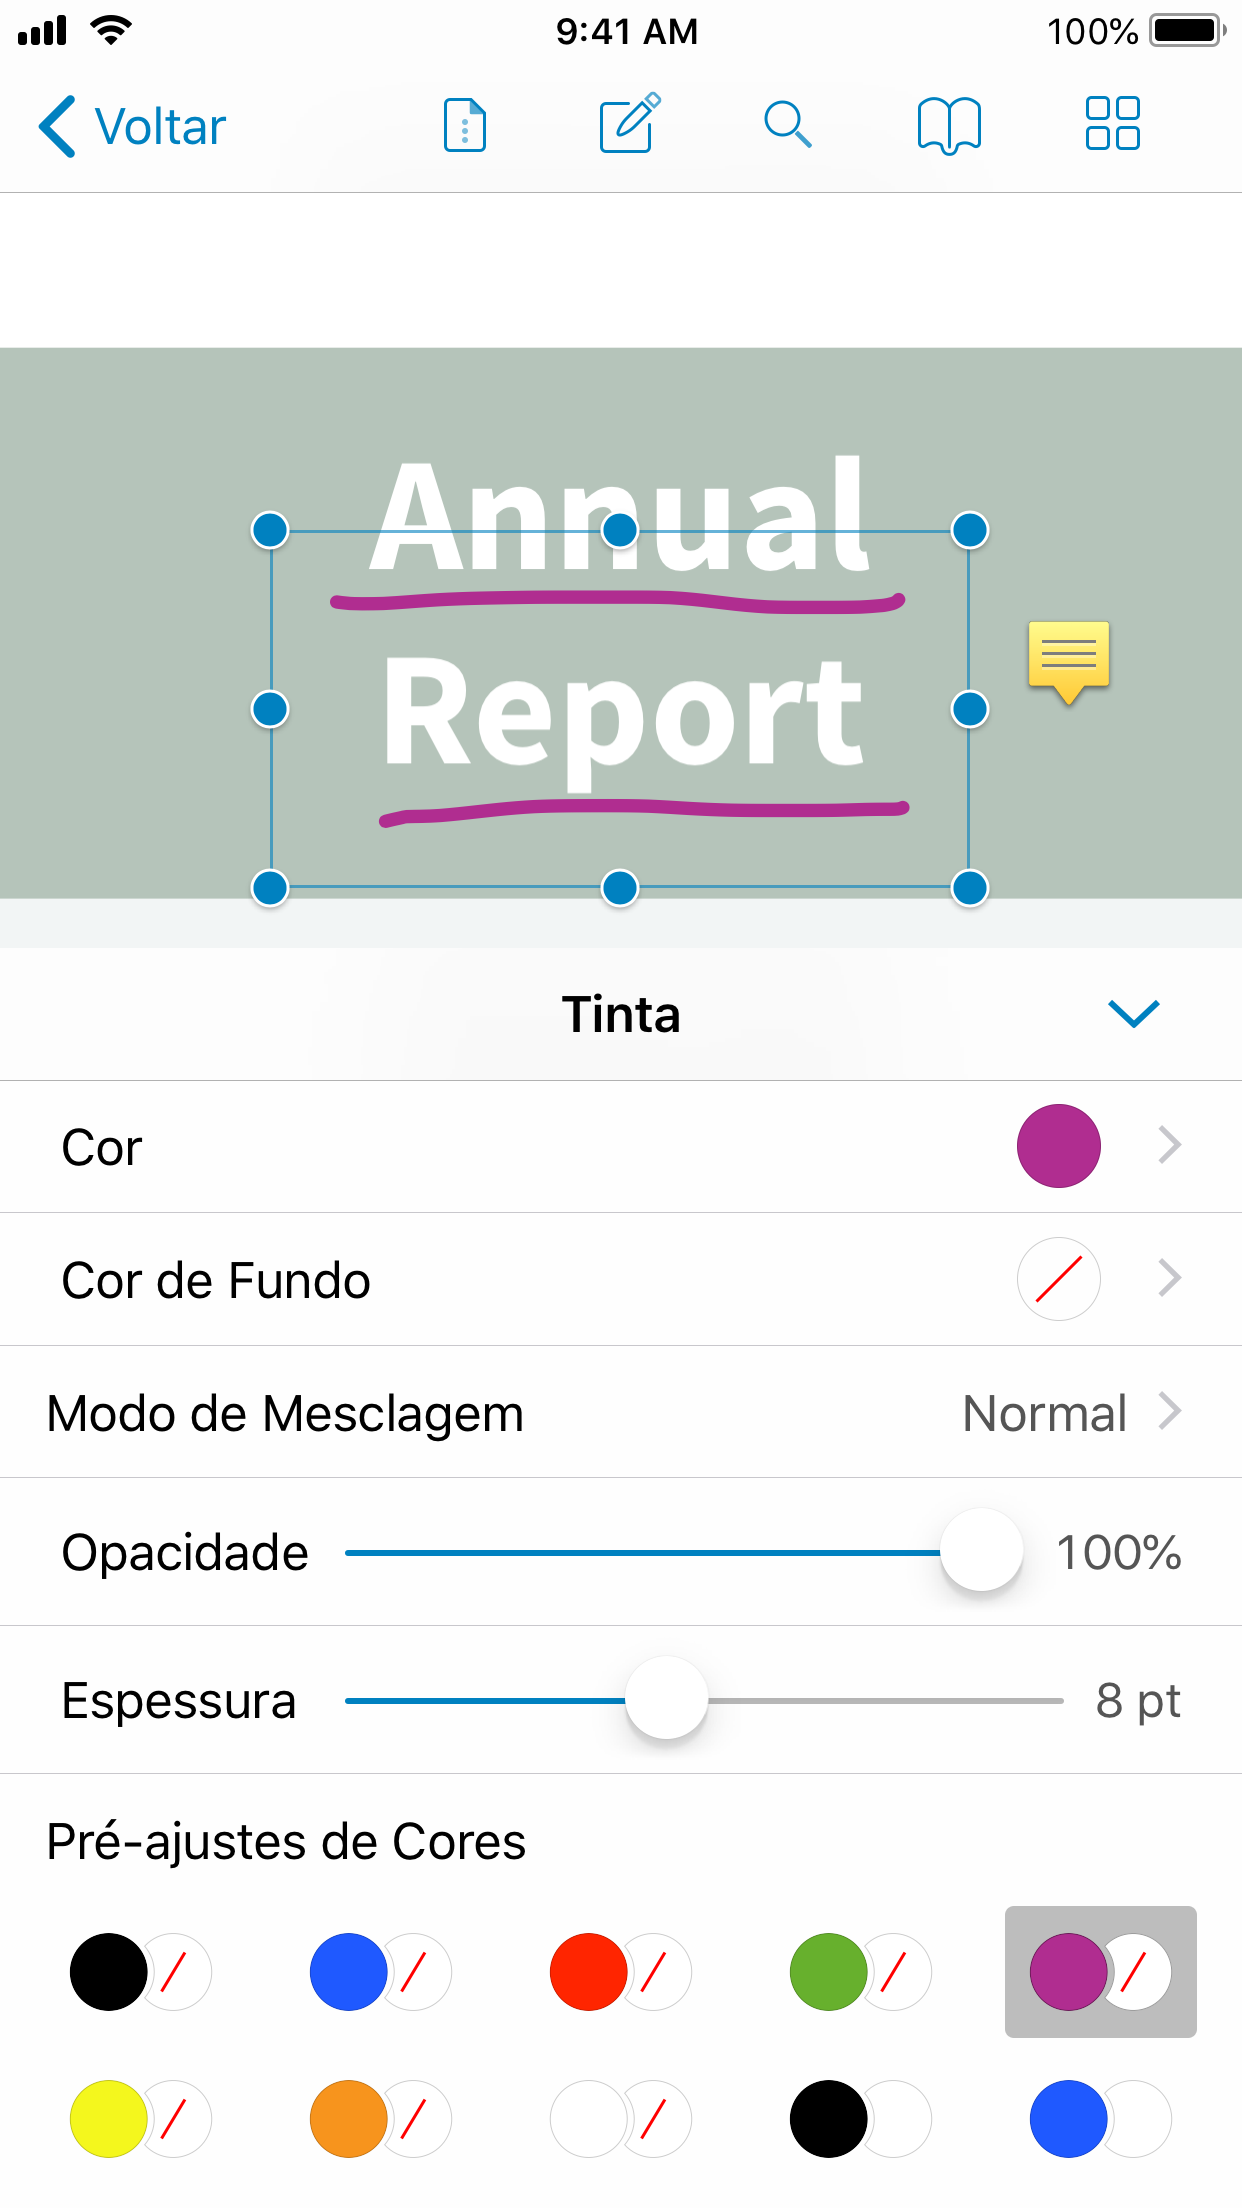 9:41 AM
100%
Voltar
Annual
Report
Tinta
Cor
Cor de Fundo
Modo de Mesclagem Normal
Opacidade 100%
Espessura 8 pt
Pré-ajustes de Cores